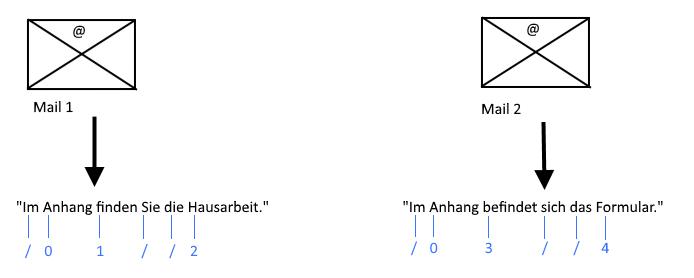 @
Mail 1
"Im Anhang finden Sie die Hausarbeit."
/ 0 1 / / 2
@
Mail 2
"Im Anhang befindet sich das Formular."
/ 0 3 / / 4